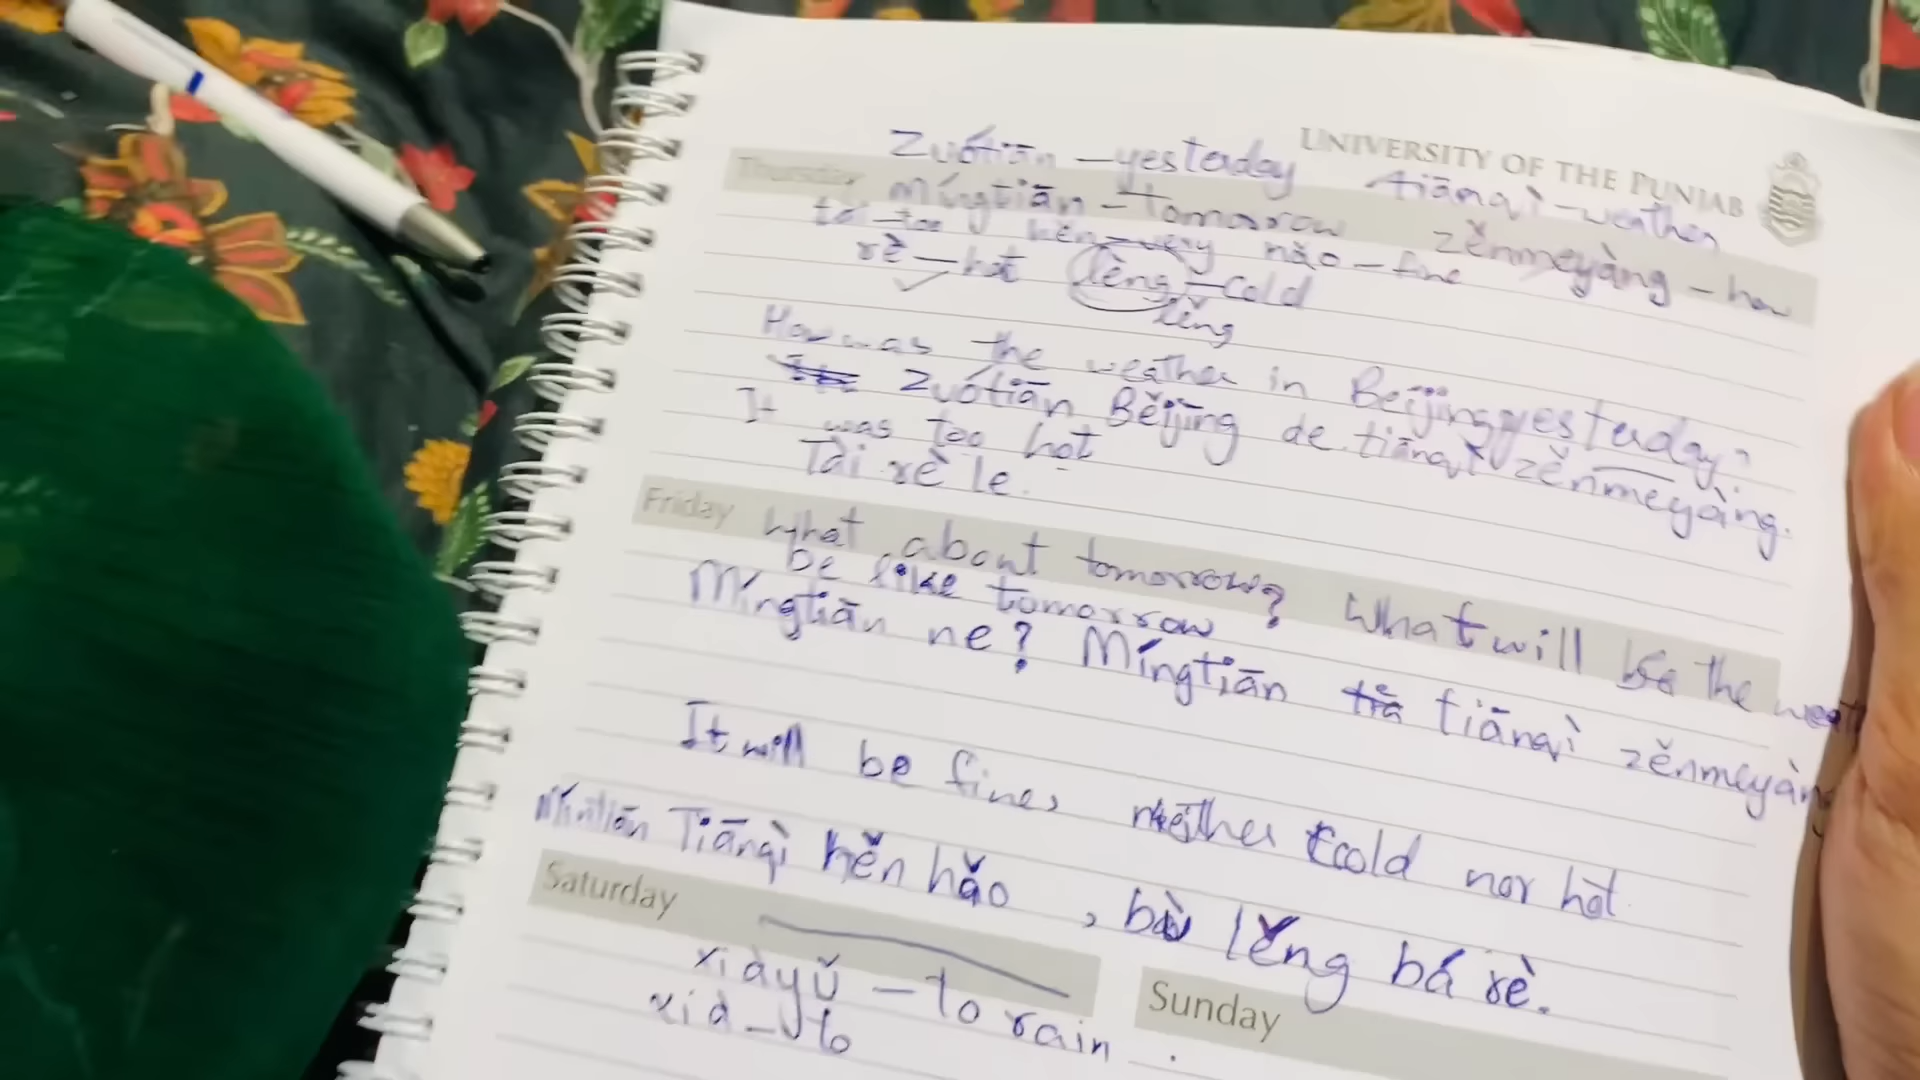 UNIVERSITY OF THE PUNJAB
Zuótiān – yesterday tiānqì – weather
Thursday Míngtiān – tomorrow zěnmeyàng – how
tài – too hěn – very hǎo – fine
rè – hot lèng – cold
lěng
How was the weather in Beijing yesterday?
Zuótiān Běijīng de tiānqì zěnmeyàng.
It was too hot
Tài rè le.
Friday What about tomorrow? What will be the
be like tomorrow?
Míngtiān ne? Míngtiān tiānqì zěnmeyàng
It will be fine, neither cold nor hot.
Míntiān Tiānqì hěn hǎo, bù lěng bú rè.
Saturday
xiàyǔ – to rain
xià – to
Sunday